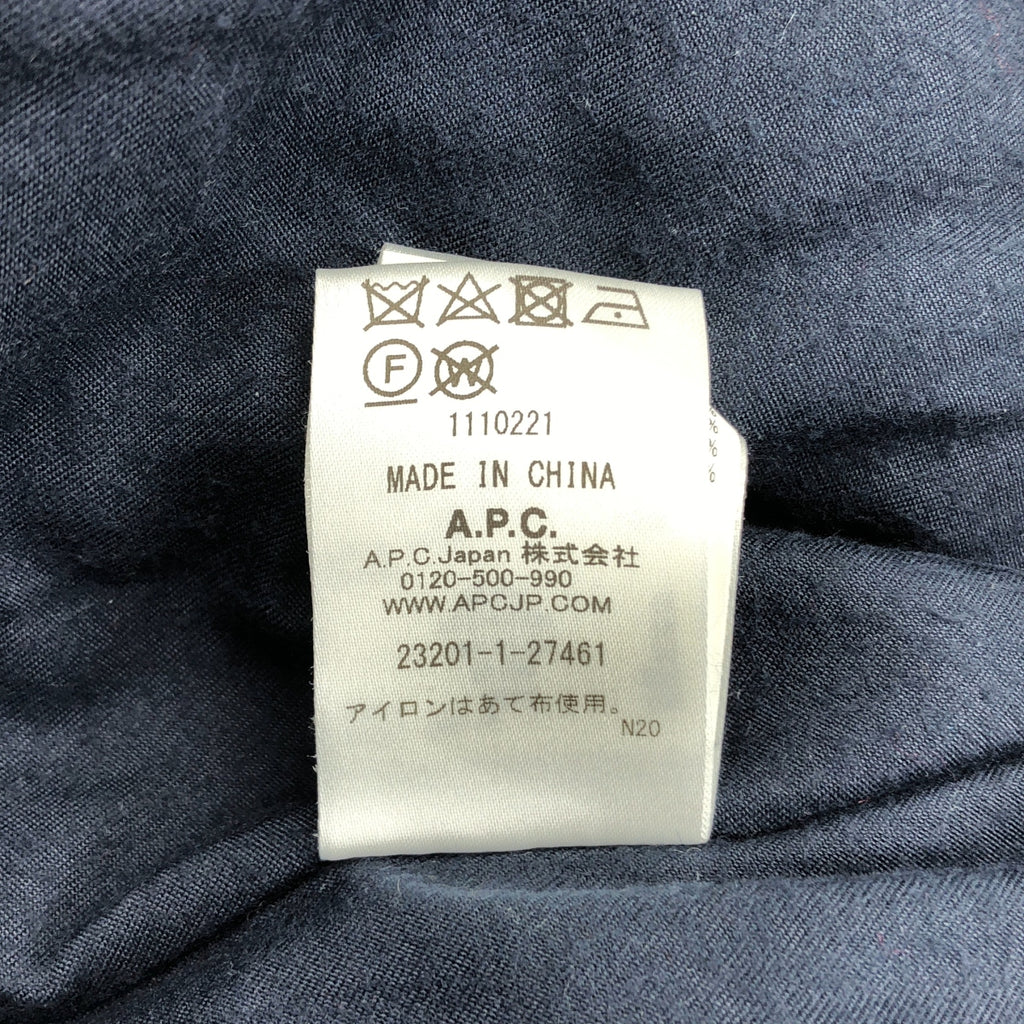 F W
1110221
MADE IN CHINA
A.P.C.
A.P.C.Japan 株式会社
0120-500-990
WWW.APCJP.COM
23201-1-27461
アイロンはあて布使用。
N20